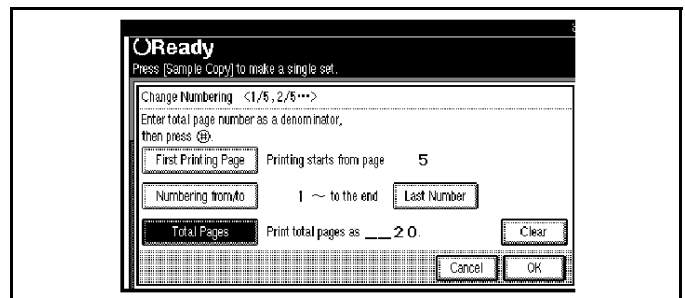 Ready
Press [Sample Copy] to make a single set.
Change Numbering <1/5,2/5···>
Enter total page number as a denominator,
then press ⌗.
First Printing Page Printing starts from page 5
Numbering from/to 1 ~ to the end Last Number
Total Pages Print total pages as __20. Clear
Cancel OK